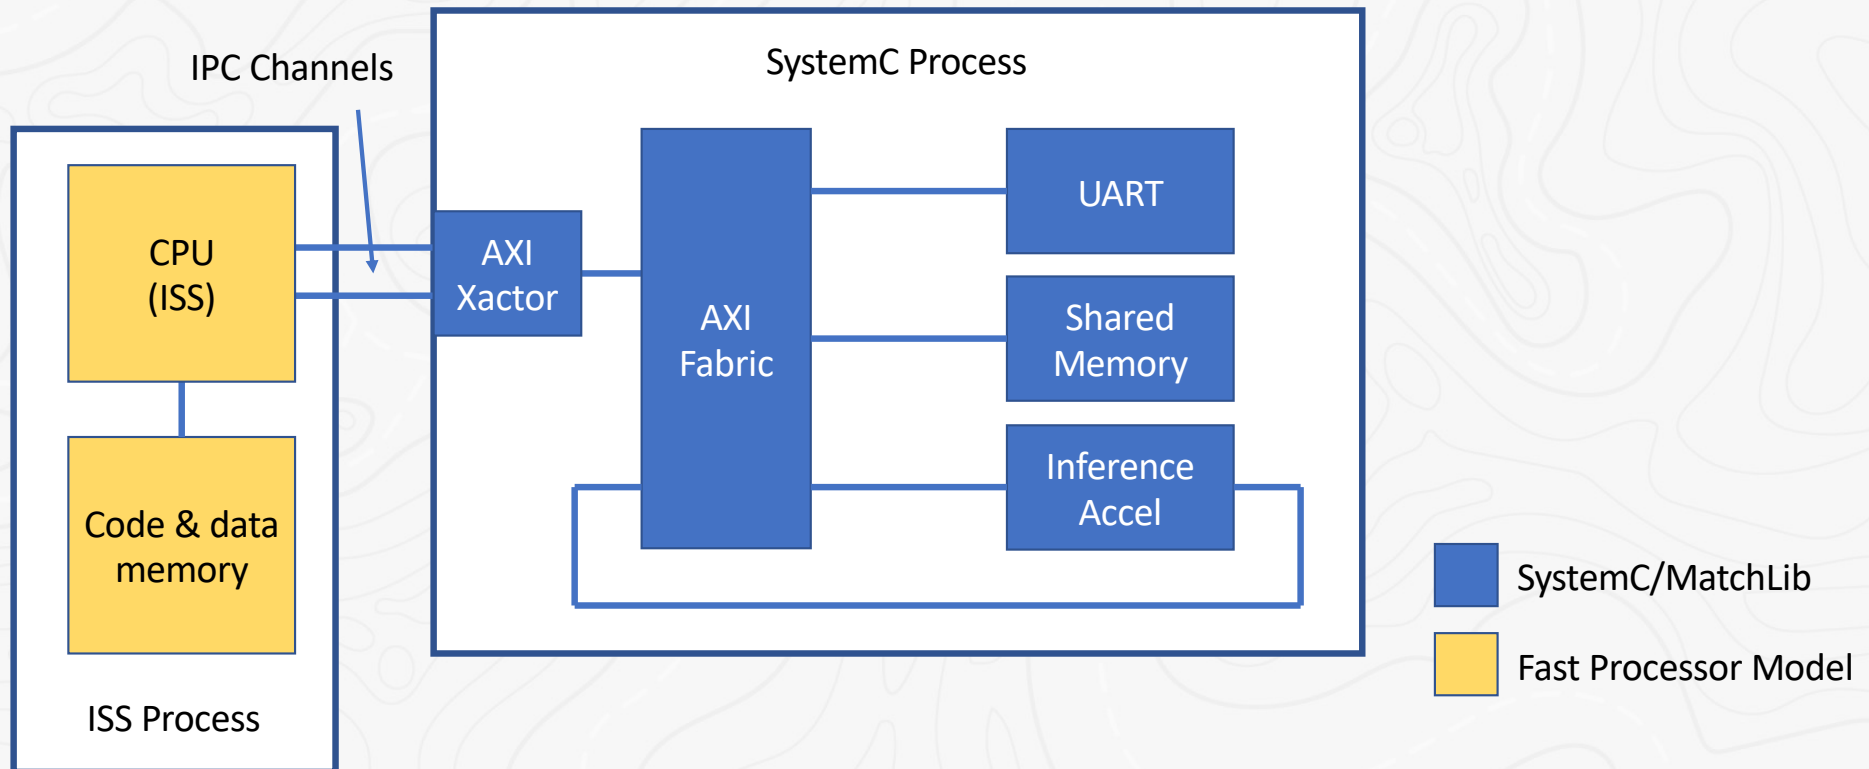 IPC Channels
SystemC Process
CPU
(ISS)
Code & data
memory
ISS Process
AXI
Xactor
AXI
Fabric
UART
Shared
Memory
Inference
Accel
SystemC/MatchLib
Fast Processor Model